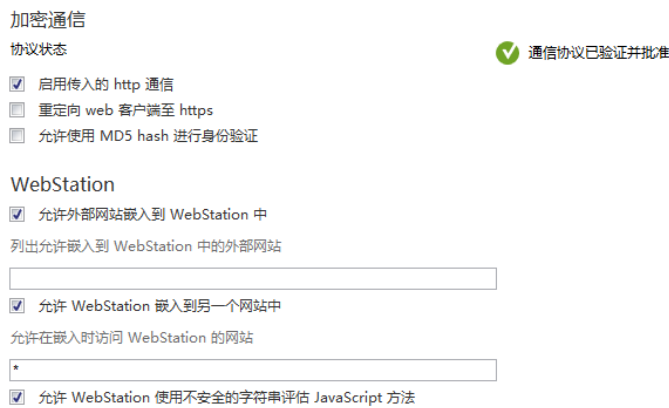 加密通信
协议状态
通信协议已验证并批准
启用传入的 http 通信
重定向 web 客户端至 https
允许使用 MD5 hash 进行身份验证
WebStation
允许外部网站嵌入到 WebStation 中
列出允许嵌入到 WebStation 中的外部网站
允许 WebStation 嵌入到另一个网站中
允许在嵌入时访问 WebStation 的网站
*
允许 WebStation 使用不安全的字符串评估 JavaScript 方法